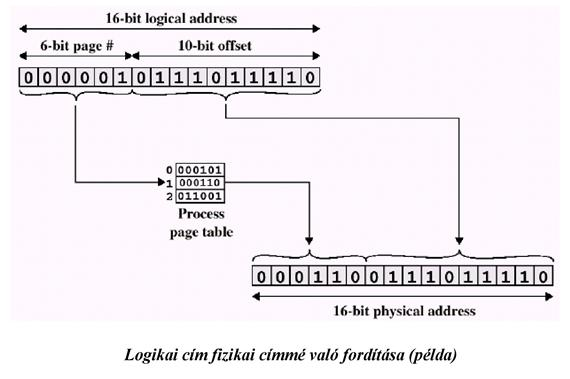 16-bit logical address
6-bit page # 10-bit offset
0 0 0 0 0 1 0 1 1 1 0 1 1 1 1 0
0 000101
1 000110
2 011001
Process
page table
0 0 0 1 1 0 0 1 1 1 0 1 1 1 1 0
16-bit physical address
Logikai cím fizikai címmé való fordítása (példa)